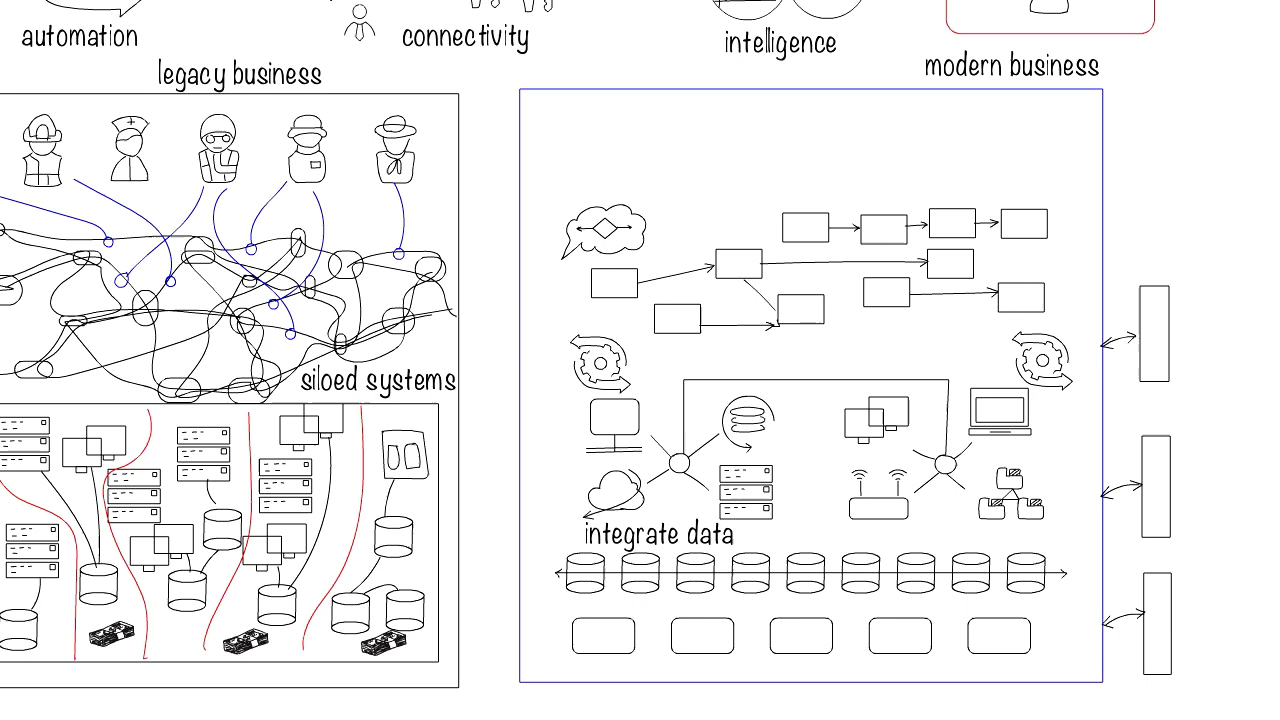 automation
connectivity
intelligence
legacy business
modern business
siloed systems
integrate data